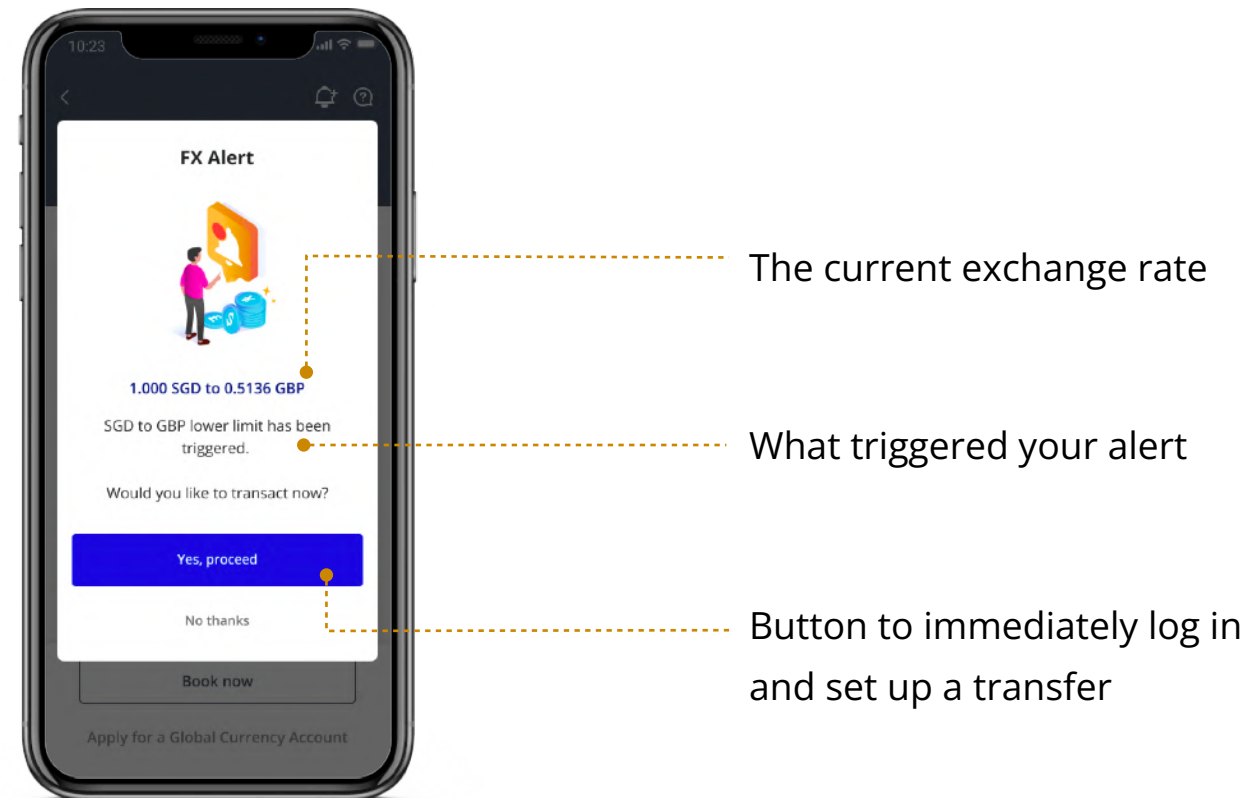 10:23
FX Alert
1.000 SGD to 0.5136 GBP
SGD to GBP lower limit has been
triggered.
Would you like to transact now?
Yes, proceed
No thanks
Book now
Apply for a Global Currency Account
The current exchange rate
What triggered your alert
Button to immediately log in
and set up a transfer